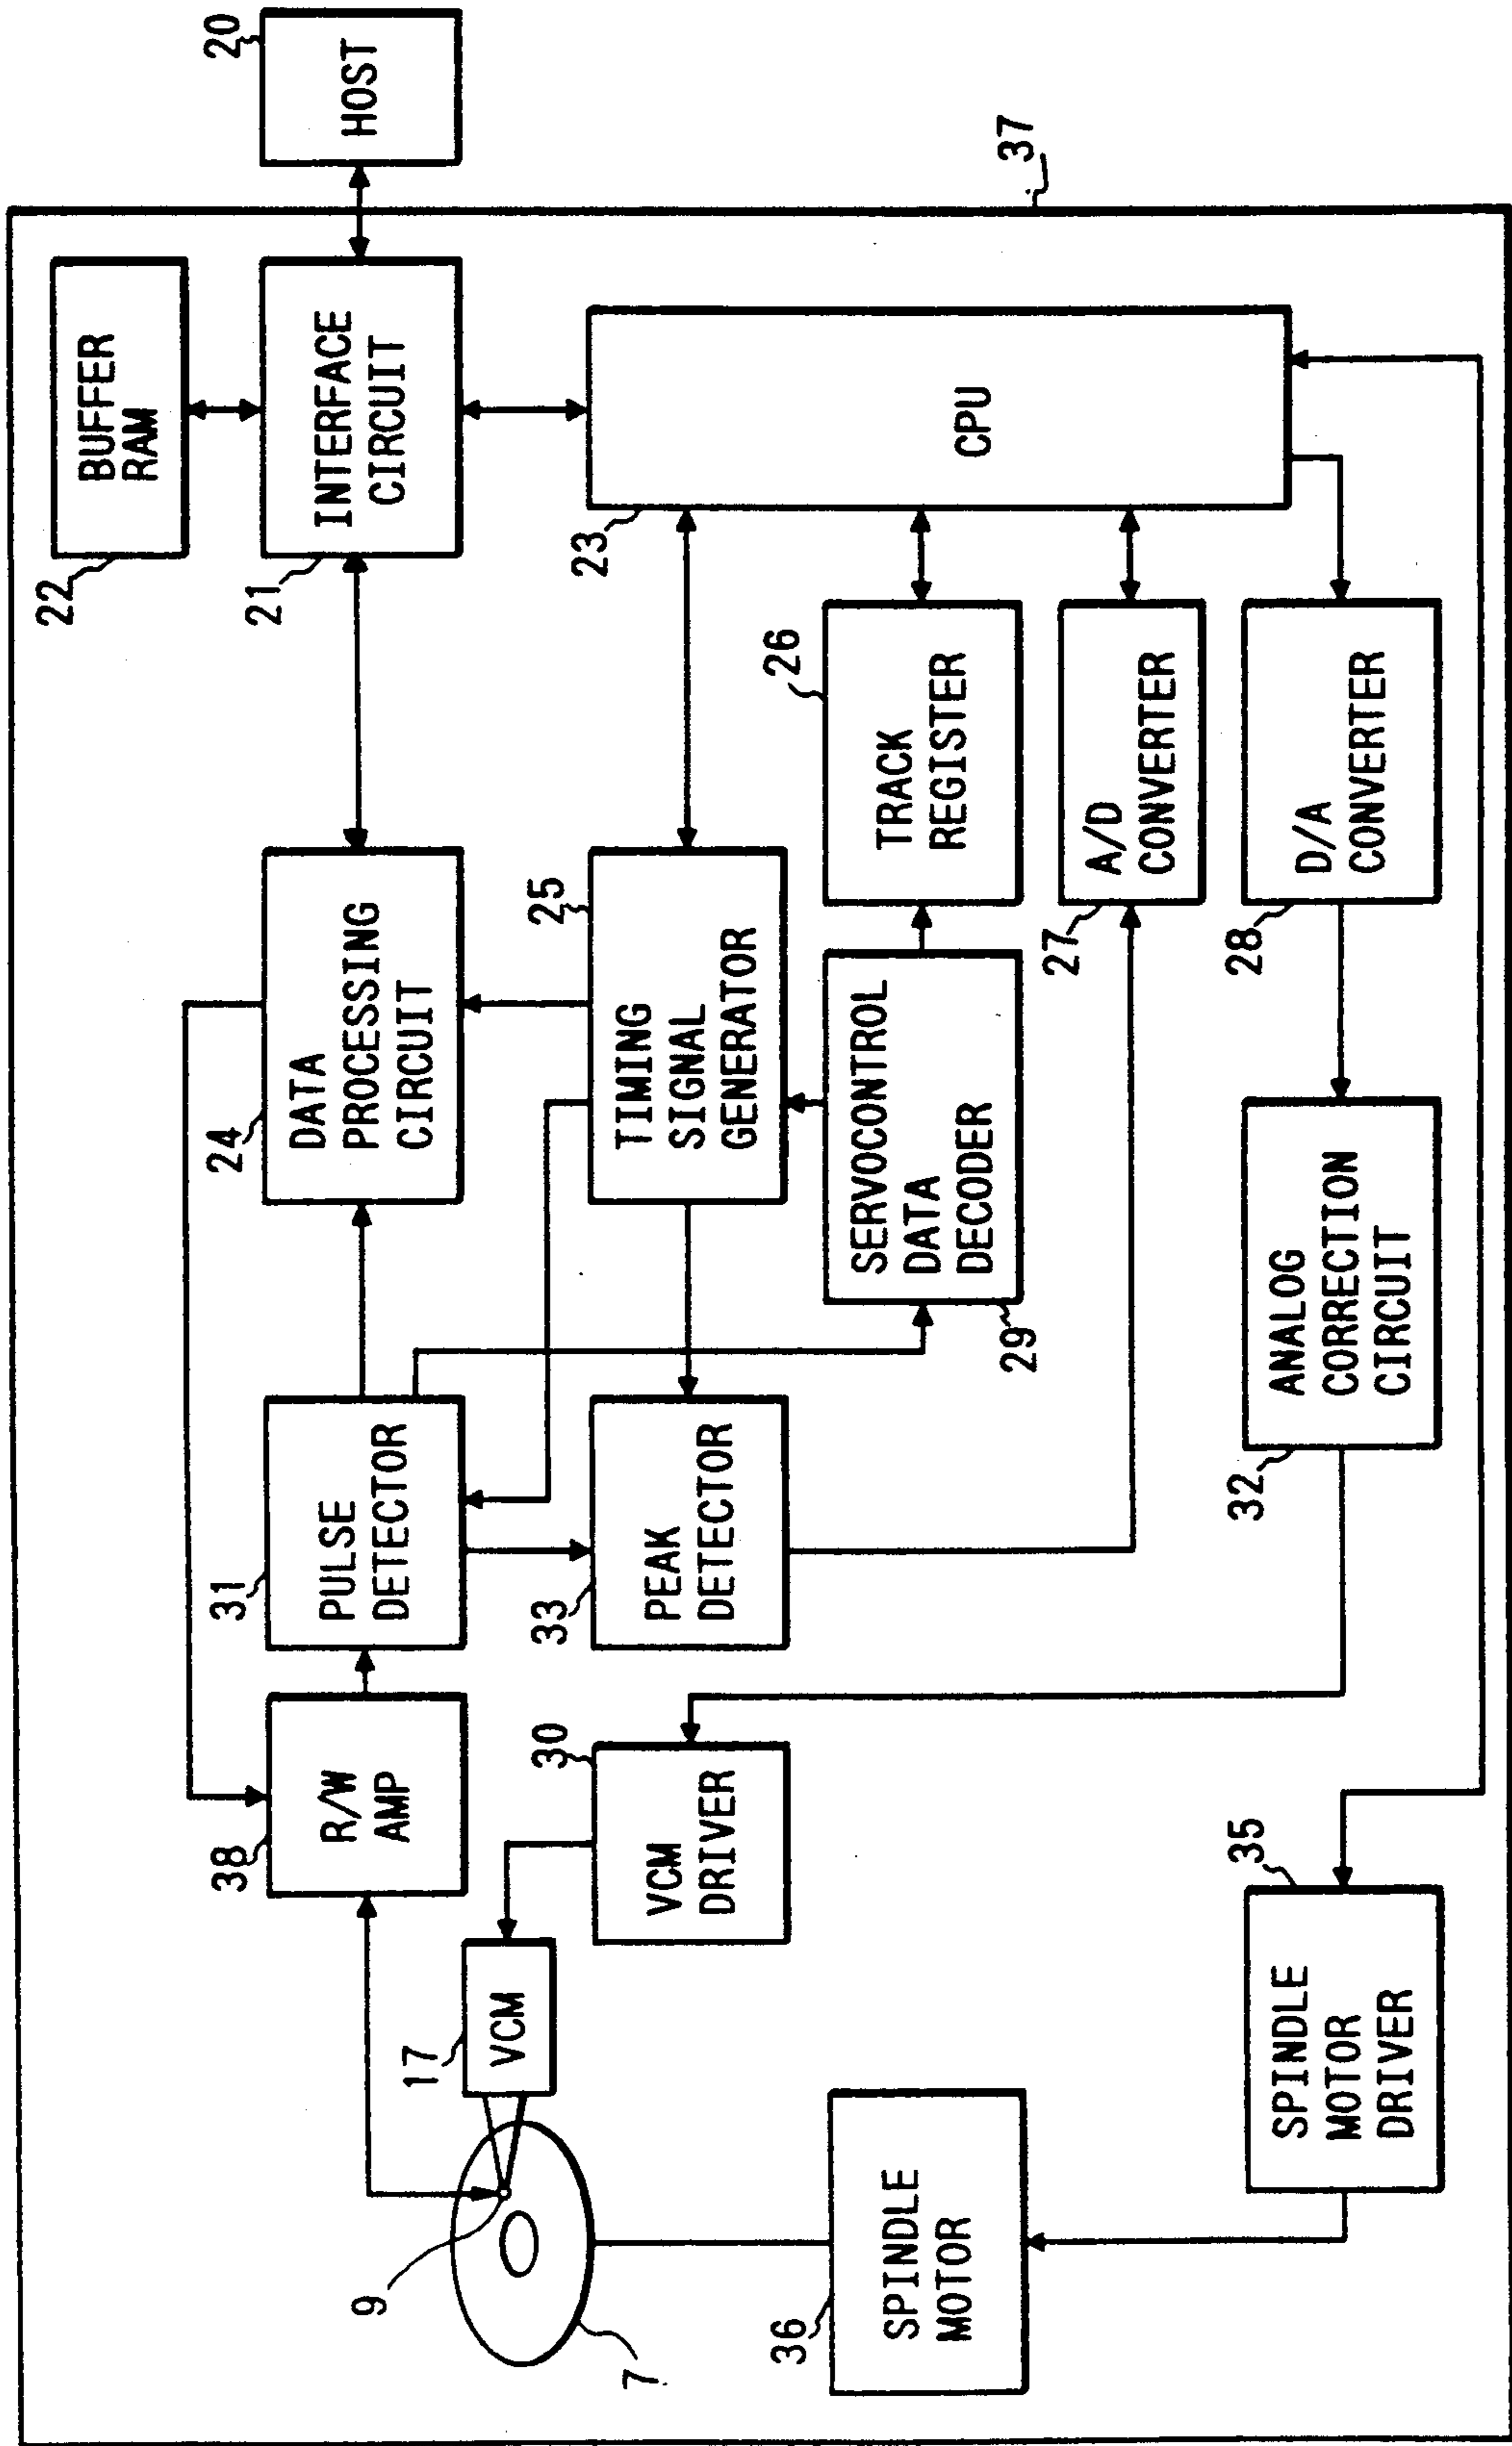 20
HOST
37
22
BUFFER
RAM
21
INTERFACE
CIRCUIT
23
CPU
24
DATA
PROCESSING
CIRCUIT
25
TIMING
SIGNAL
GENERATOR
26
TRACK
REGISTER
27
A/D
CONVERTER
28
D/A
CONVERTER
29
SERVOCONTROL
DATA
DECODER
31
PULSE
DETECTOR
33
PEAK
DETECTOR
32
ANALOG
CORRECTION
CIRCUIT
38
R/W
AMP
30
VCM
DRIVER
17
VCM
9
7
36
SPINDLE
MOTOR
35
SPINDLE
MOTOR
DRIVER